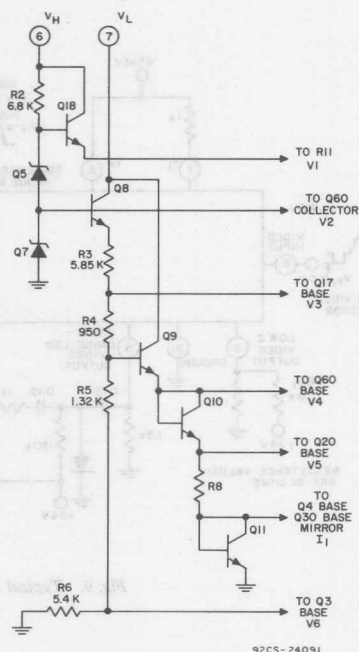 VH
VL
6
7
R2
6.8 K
Q18
Q5
TO R11
V1
Q8
TO Q60
COLLECTOR
V2
Q7
R3
5.85 K
TO Q17
BASE
V3
R4
950
Q9
R5
1.32 K
TO Q60
BASE
V4
Q10
TO Q20
BASE
V5
R8
TO
Q4 BASE
Q30 BASE
MIRROR
I1
Q11
R6
5.4 K
TO Q3
BASE
V6
92CS-24091